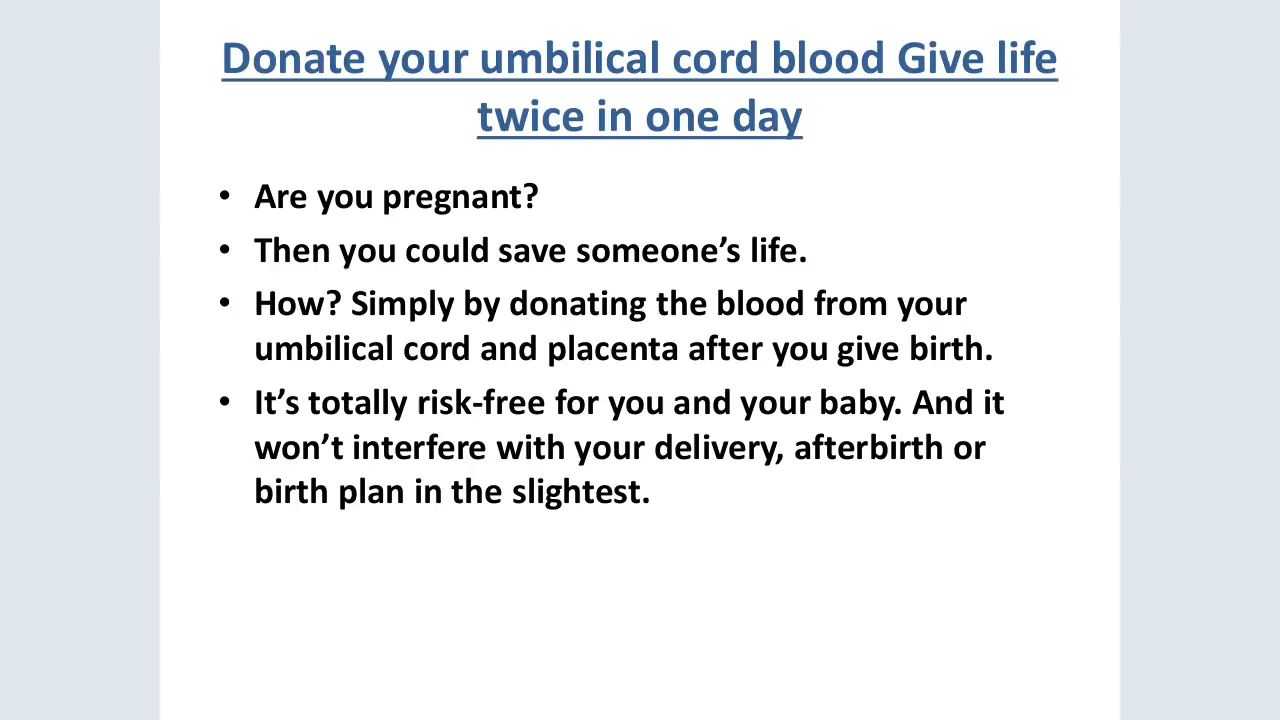 Donate your umbilical cord blood Give life
twice in one day
• Are you pregnant?
• Then you could save someone’s life.
• How? Simply by donating the blood from your
umbilical cord and placenta after you give birth.
• It’s totally risk-free for you and your baby. And it
won’t interfere with your delivery, afterbirth or
birth plan in the slightest.